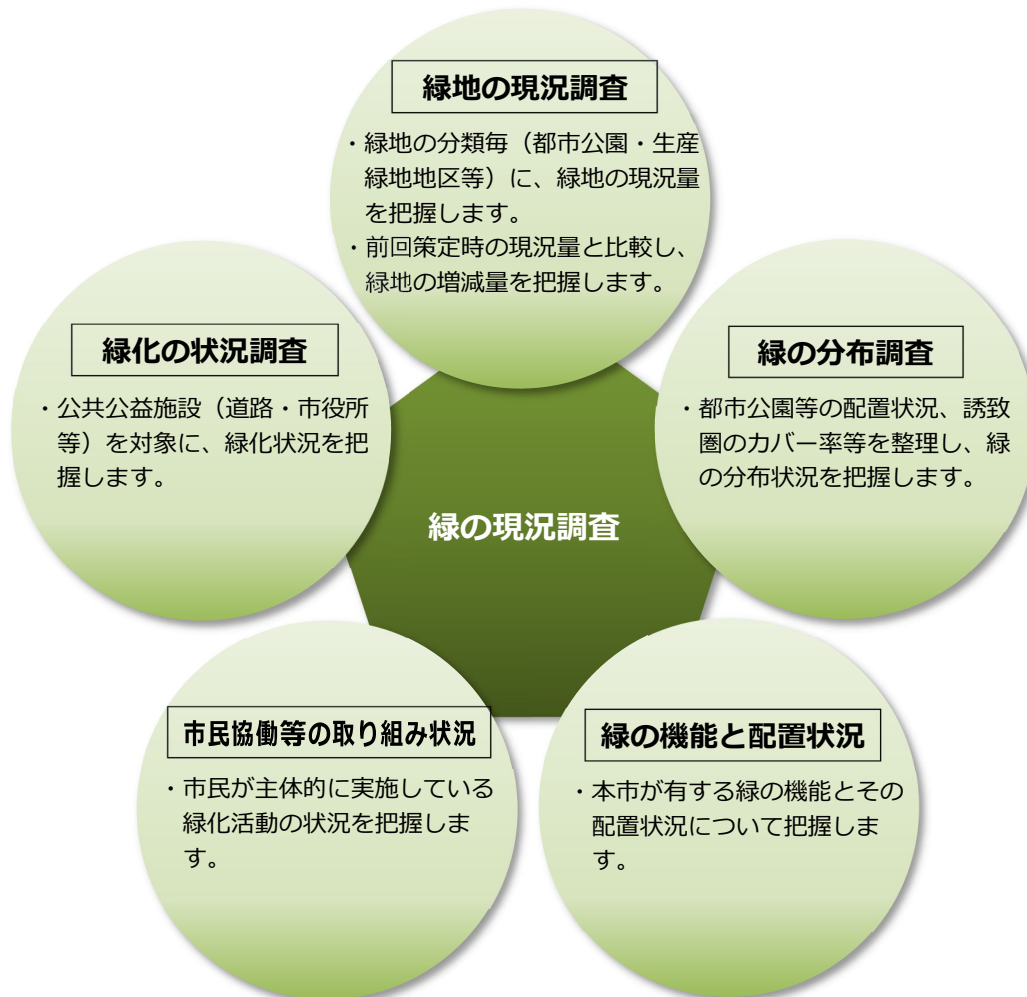 緑地の現況調査
・緑地の分類毎(都市公園・生産
緑地地区等)に、緑地の現況量
を把握します。
・前回策定時の現況量と比較し、
緑地の増減量を把握します。
緑化の状況調査
・公共公益施設(道路・市役所
等)を対象に、緑化状況を把
握します。
緑の分布調査
・都市公園等の配置状況、誘致
圏のカバー率等を整理し、緑
の分布状況を把握します。
緑の現況調査
市民協働等の取り組み状況
・市民が主体的に実施している
緑化活動の状況を把握しま
す。
緑の機能と配置状況
・本市が有する緑の機能とその
配置状況について把握しま
す。